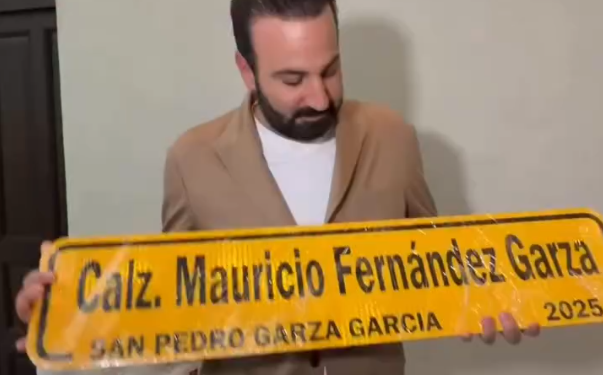 Calz. Mauricio Fernández Garza
SAN PEDRO GARZA GARCIA 2025